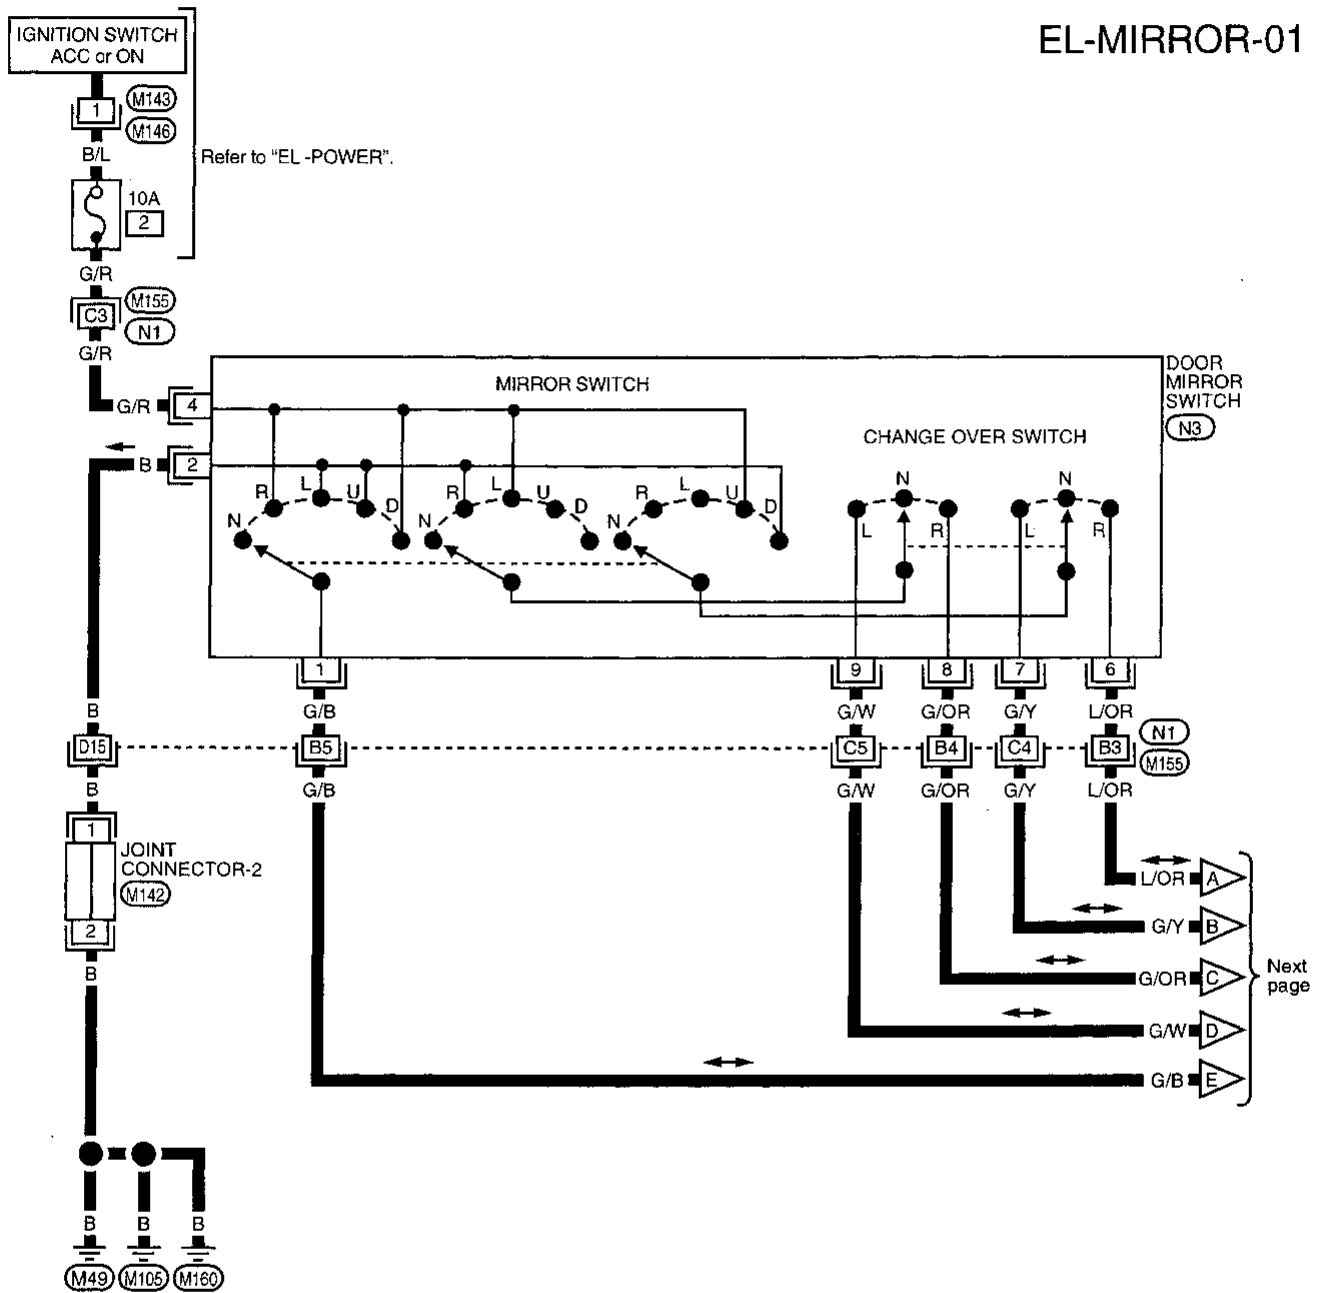 EL-MIRROR-01
IGNITION SWITCH
ACC or ON
1
M143
M146
B/L
Refer to "EL -POWER".
10A
2
G/R
C3
M155
N1
G/R
G/R
4
MIRROR SWITCH
DOOR
MIRROR
SWITCH
N3
CHANGE OVER SWITCH
B
2
N R L U D
N R L U D
N R L U D
L N R
L N R
1
9
8
7
6
B
G/B
G/W
G/OR
G/Y
L/OR
D15
B5
C5
B4
C4
B3
N1
M155
B
G/B
G/W
G/OR
G/Y
L/OR
1
JOINT
CONNECTOR-2
M142
2
B
L/OR A
G/Y B
G/OR C
G/W D
G/B E
Next
page
B
B
B
M49
M105
M160